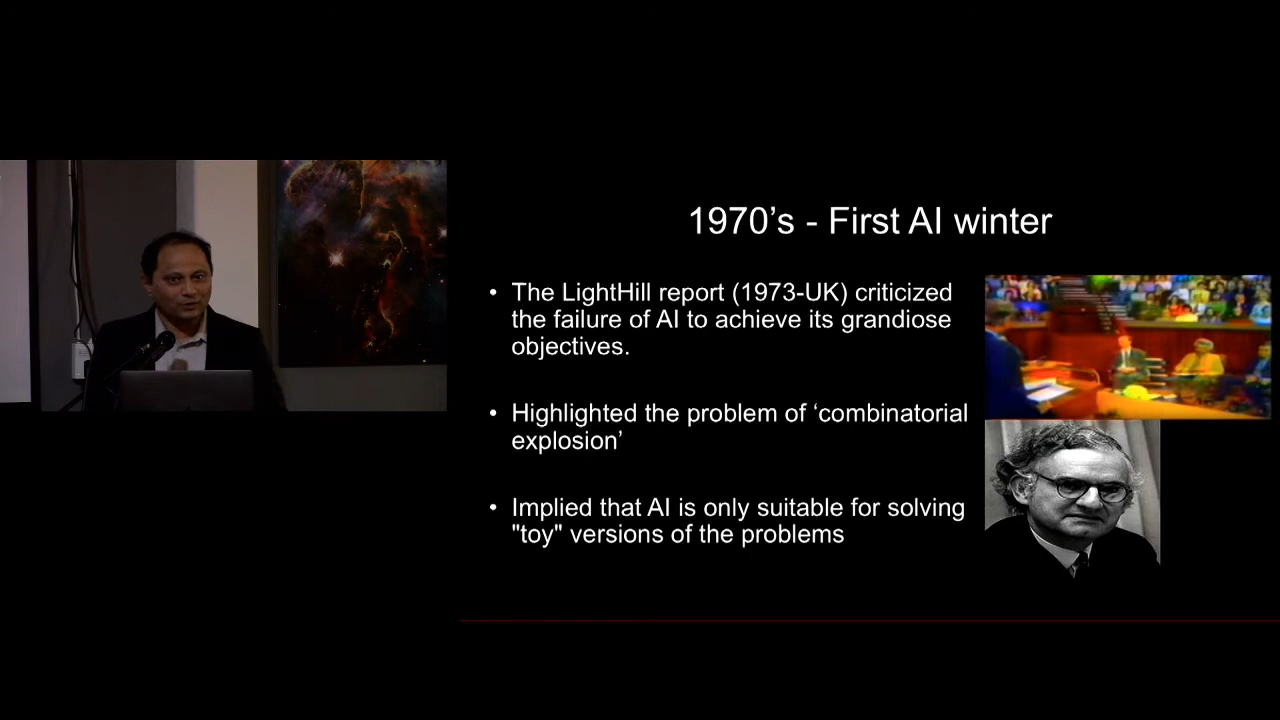 1970’s - First AI winter
• The LightHill report (1973-UK) criticized
the failure of AI to achieve its grandiose
objectives.
• Highlighted the problem of ‘combinatorial
explosion’
• Implied that AI is only suitable for solving
"toy" versions of the problems